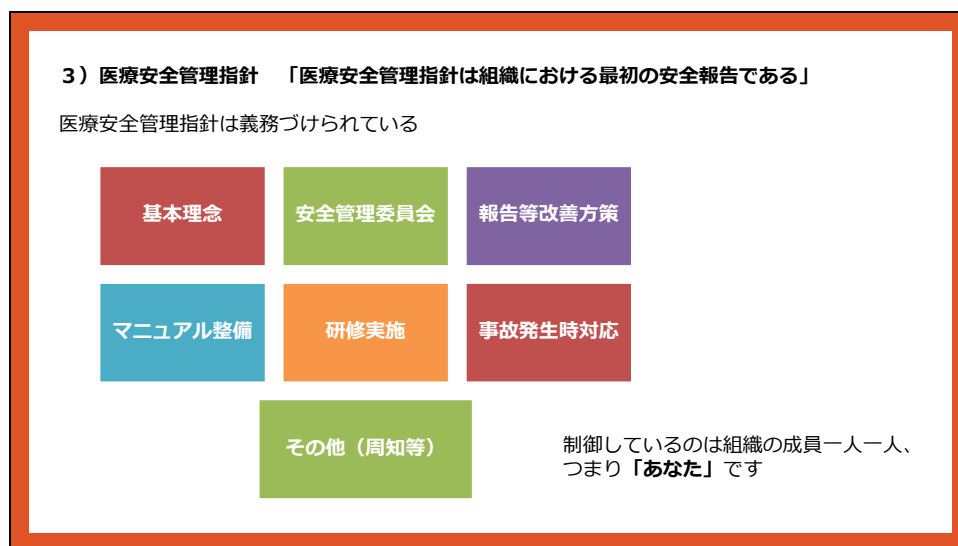 ３）医療安全管理指針　「医療安全管理指針は組織における最初の安全報告である」
医療安全管理指針は義務づけられている
基本理念
安全管理委員会
報告等改善方策
マニュアル整備
研修実施
事故発生時対応
その他（周知等）
制御しているのは組織の成員一人一人、
つまり「あなた」です